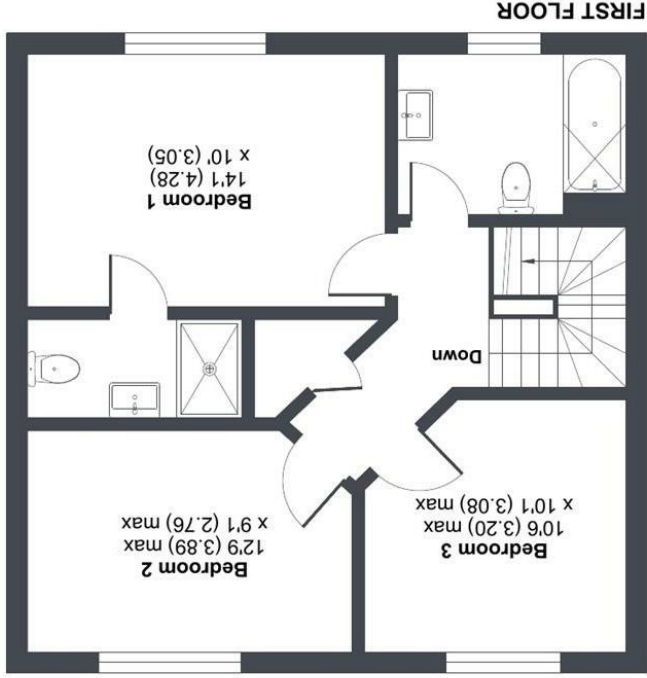 Bedroom 3
10'6 (3.20) max
x 10'1 (3.08) max
Bedroom 2
12'9 (3.89) max
x 9'1 (2.76) max
Down
Bedroom 1
14'1 (4.28)
x 10' (3.05)
FIRST FLOOR